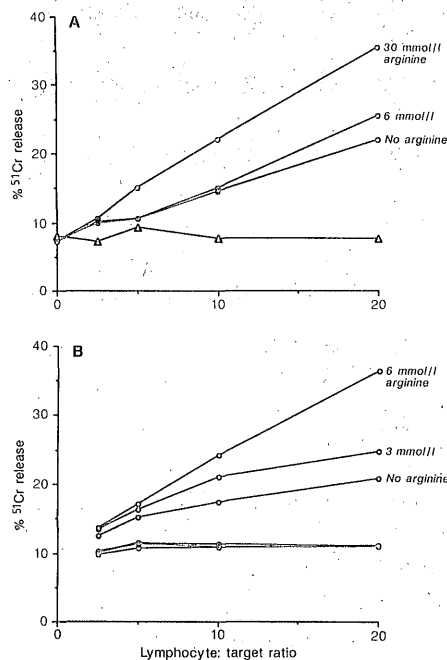 A
40
30
20
10
0
% ⁵¹Cr release
30 mmol/l
arginine
6 mmol/l
No arginine
0
10
20
B
40
30
20
10
0
% ⁵¹Cr release
6 mmol/l
arginine
3 mmol/l
No arginine
0
10
20
Lymphocyte: target ratio